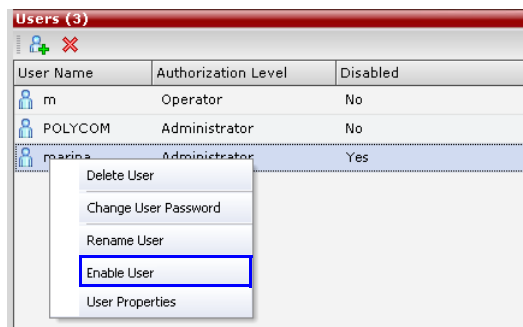 Users (3)
User Name Authorization Level Disabled
m Operator No
POLYCOM Administrator No
marina Administrator Yes
Delete User
Change User Password
Rename User
Enable User
User Properties